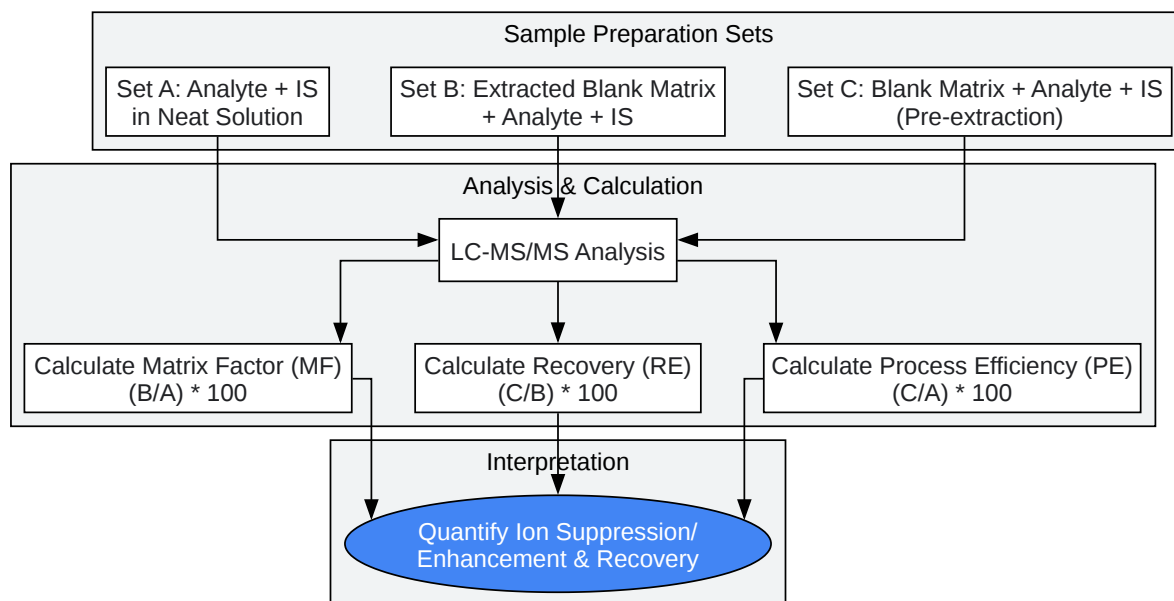 Sample Preparation Sets
Set A: Analyte + IS
in Neat Solution
Set B: Extracted Blank Matrix
+ Analyte + IS
Set C: Blank Matrix + Analyte + IS
(Pre-extraction)
Analysis & Calculation
LC-MS/MS Analysis
Calculate Matrix Factor (MF)
(B/A) * 100
Calculate Recovery (RE)
(C/B) * 100
Calculate Process Efficiency (PE)
(C/A) * 100
Interpretation
Quantify Ion Suppression/
Enhancement & Recovery